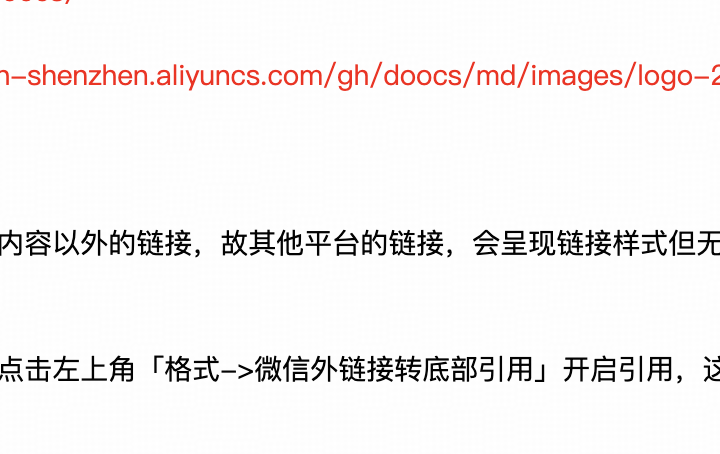 n-shenzhen.aliyuncs.com/gh/doocs/md/images/logo-2
内容以外的链接，故其他平台的链接，会呈现链接样式但无
点击左上角「格式->微信外链接转底部引用」开启引用，这